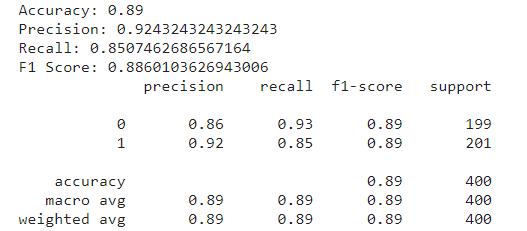 Accuracy: 0.89
Precision: 0.9243243243243243
Recall: 0.8507462686567164
F1 Score: 0.8860103626943006
precision recall f1-score support
0 0.86 0.93 0.89 199
1 0.92 0.85 0.89 201
accuracy 0.89 400
macro avg 0.89 0.89 0.89 400
weighted avg 0.89 0.89 0.89 400